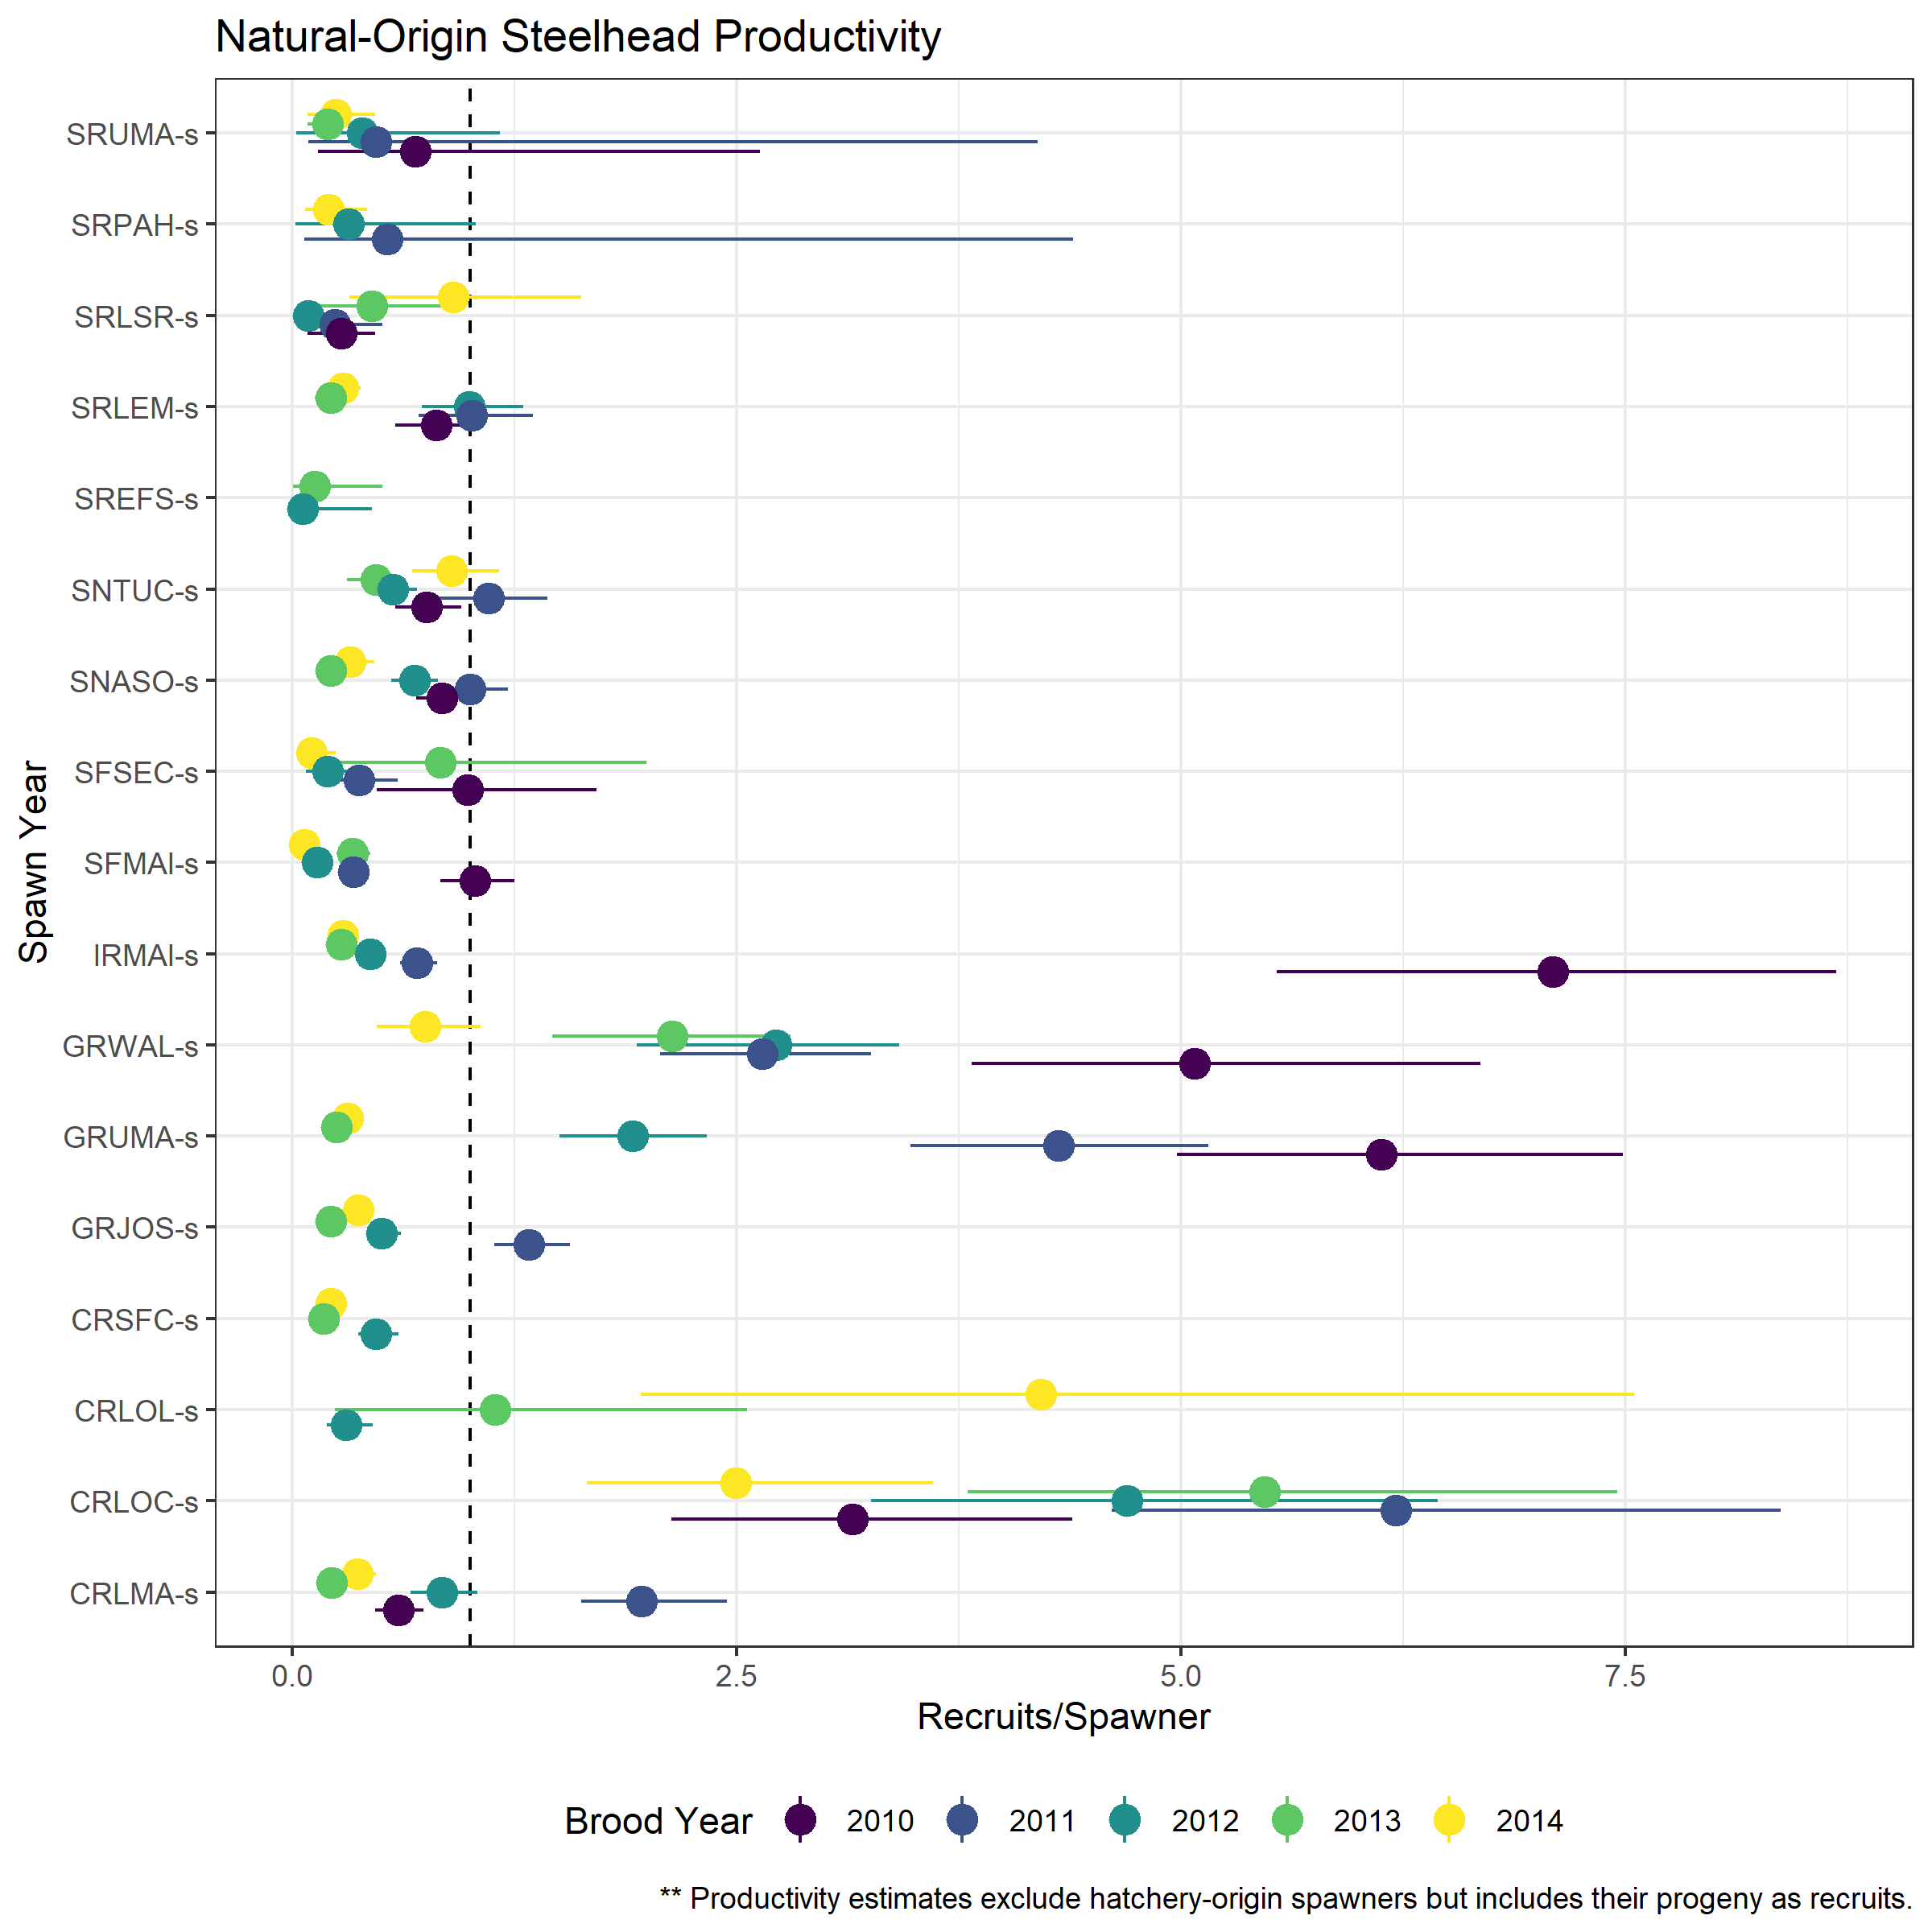 Natural-Origin Steelhead Productivity
SRUMA-s
SRPAH-s
SRLSR-s
SRLEM-s
SREFS-s
SNTUC-s
SNASO-s
SFSEC-s
SFMAI-s
IRMAI-s
GRWAL-s
GRUMA-s
GRJOS-s
CRSFC-s
CRLOL-s
CRLOC-s
CRLMA-s
Spawn Year
0.0 2.5 5.0 7.5
Recruits/Spawner
Brood Year 2010 2011 2012 2013 2014
** Productivity estimates exclude hatchery-origin spawners but includes their progeny as recruits.